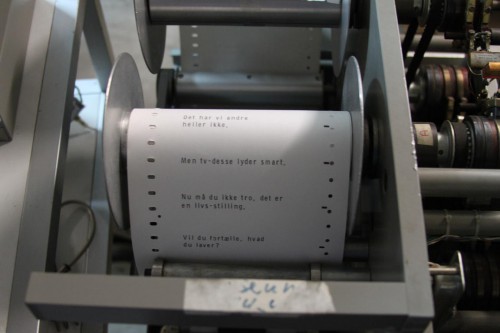 det har vi andre
heller ikke.
Men tv-desse lyder smart.
Nu må du ikke tro, det er
en livs-stilling.
Vil du fortælle, hvad
du laver?